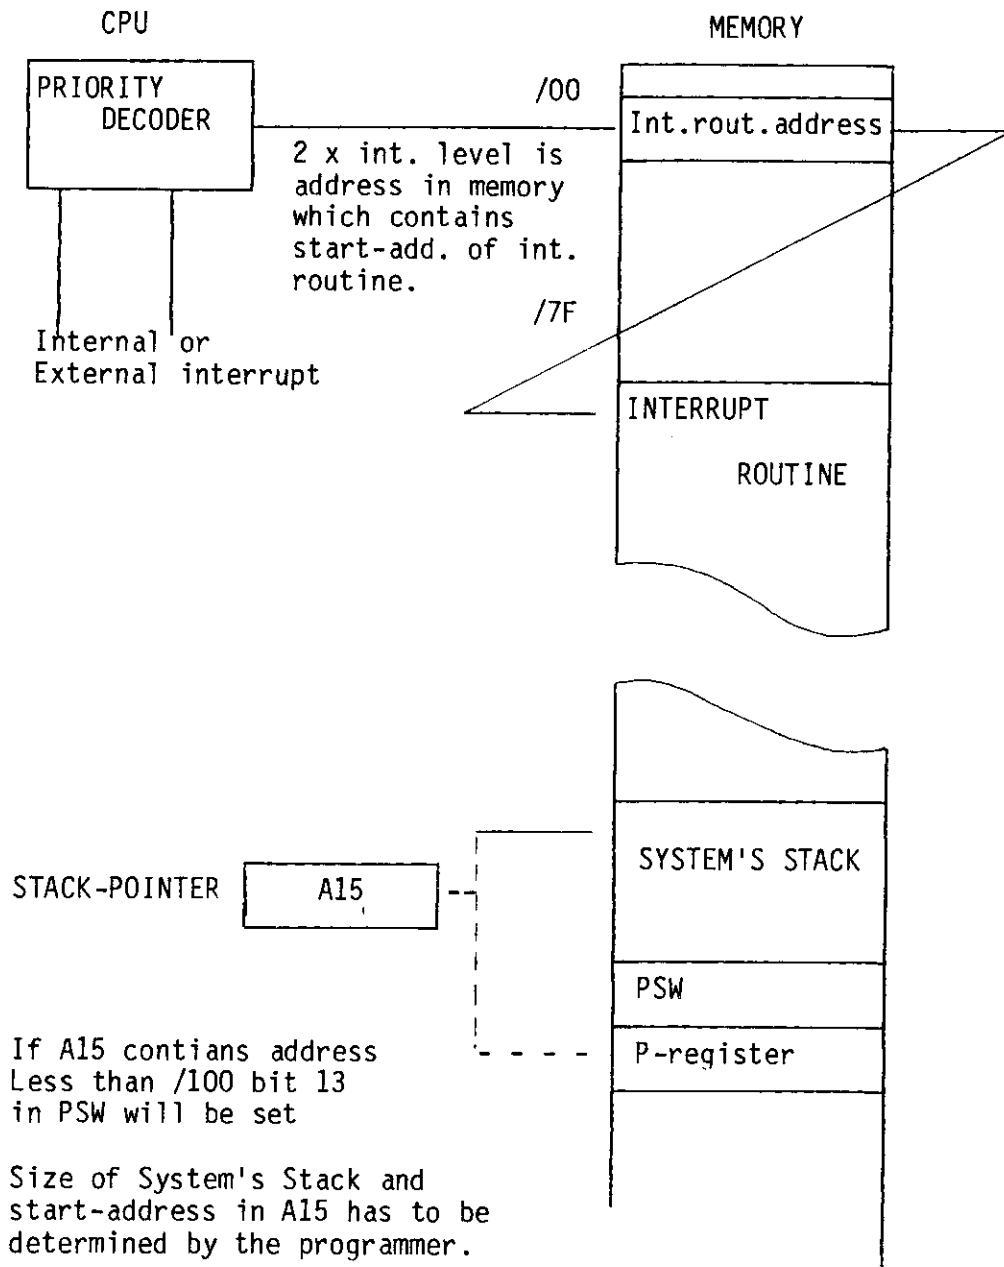 CPU
MEMORY
PRIORITY
DECODER
/00
Int.rout.address
2 x int. level is
address in memory
which contains
start-add. of int.
routine.
/7F
Internal or
External interrupt
INTERRUPT
ROUTINE
SYSTEM'S STACK
STACK-POINTER
A15
PSW
P-register
If A15 contians address
Less than /100 bit 13
in PSW will be set
Size of System's Stack and
start-address in A15 has to be
determined by the programmer.